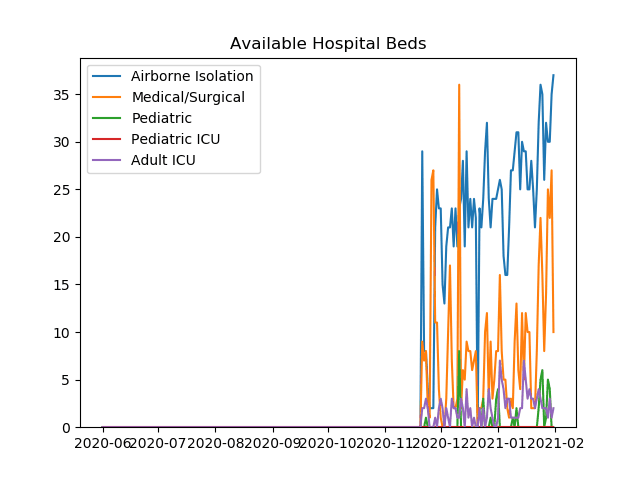 Available Hospital Beds
Airborne Isolation
Medical/Surgical
Pediatric
Pediatric ICU
Adult ICU
35
30
25
20
15
10
5
0
2020-06 2020-07 2020-08 2020-09 2020-10 2020-11 2020-12 2021-01 2021-02